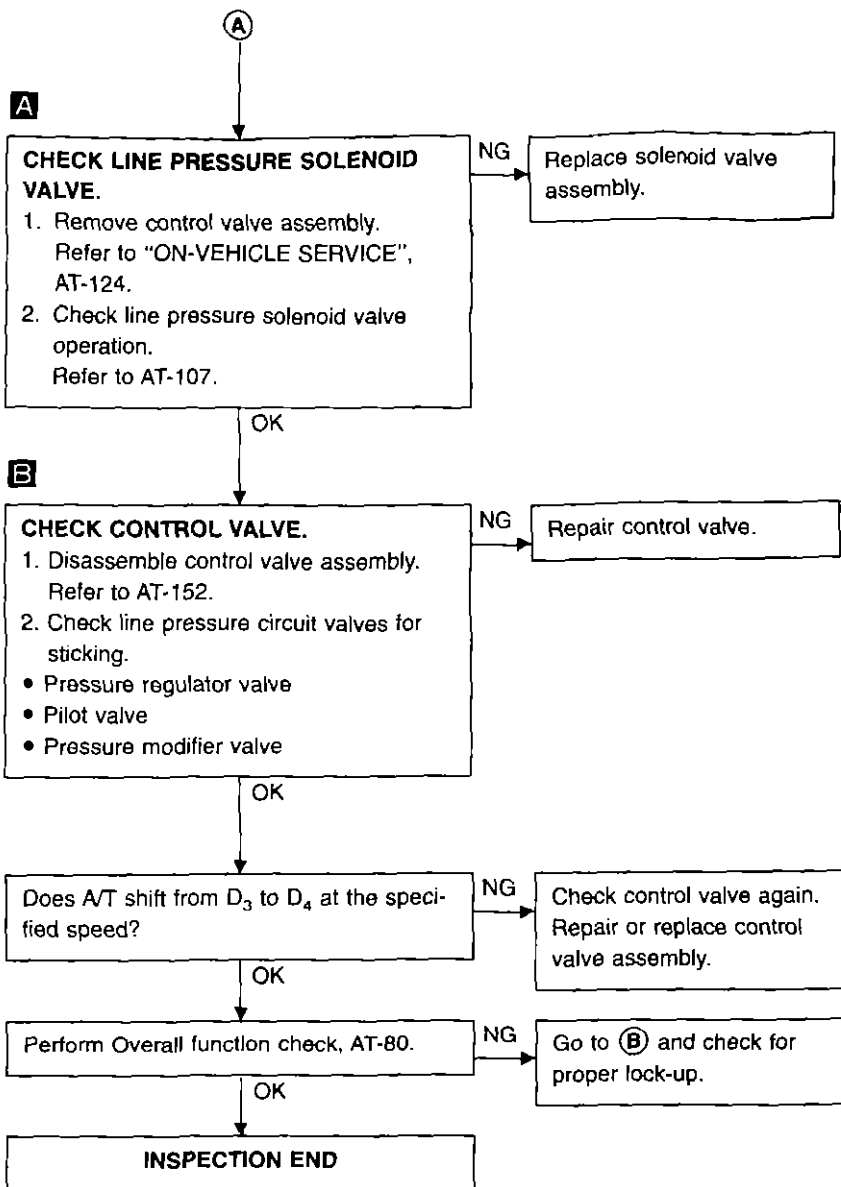 A
A
CHECK LINE PRESSURE SOLENOID
VALVE.
1. Remove control valve assembly.
Refer to “ON-VEHICLE SERVICE”,
AT-124.
2. Check line pressure solenoid valve
operation.
Refer to AT-107.
NG
Replace solenoid valve
assembly.
OK
B
CHECK CONTROL VALVE.
1. Disassemble control valve assembly.
Refer to AT-152.
2. Check line pressure circuit valves for
sticking.
• Pressure regulator valve
• Pilot valve
• Pressure modifier valve
NG
Repair control valve.
OK
Does A/T shift from D₃ to D₄ at the speci-
fied speed?
NG
Check control valve again.
Repair or replace control
valve assembly.
OK
Perform Overall function check, AT-80.
NG
Go to B and check for
proper lock-up.
OK
INSPECTION END